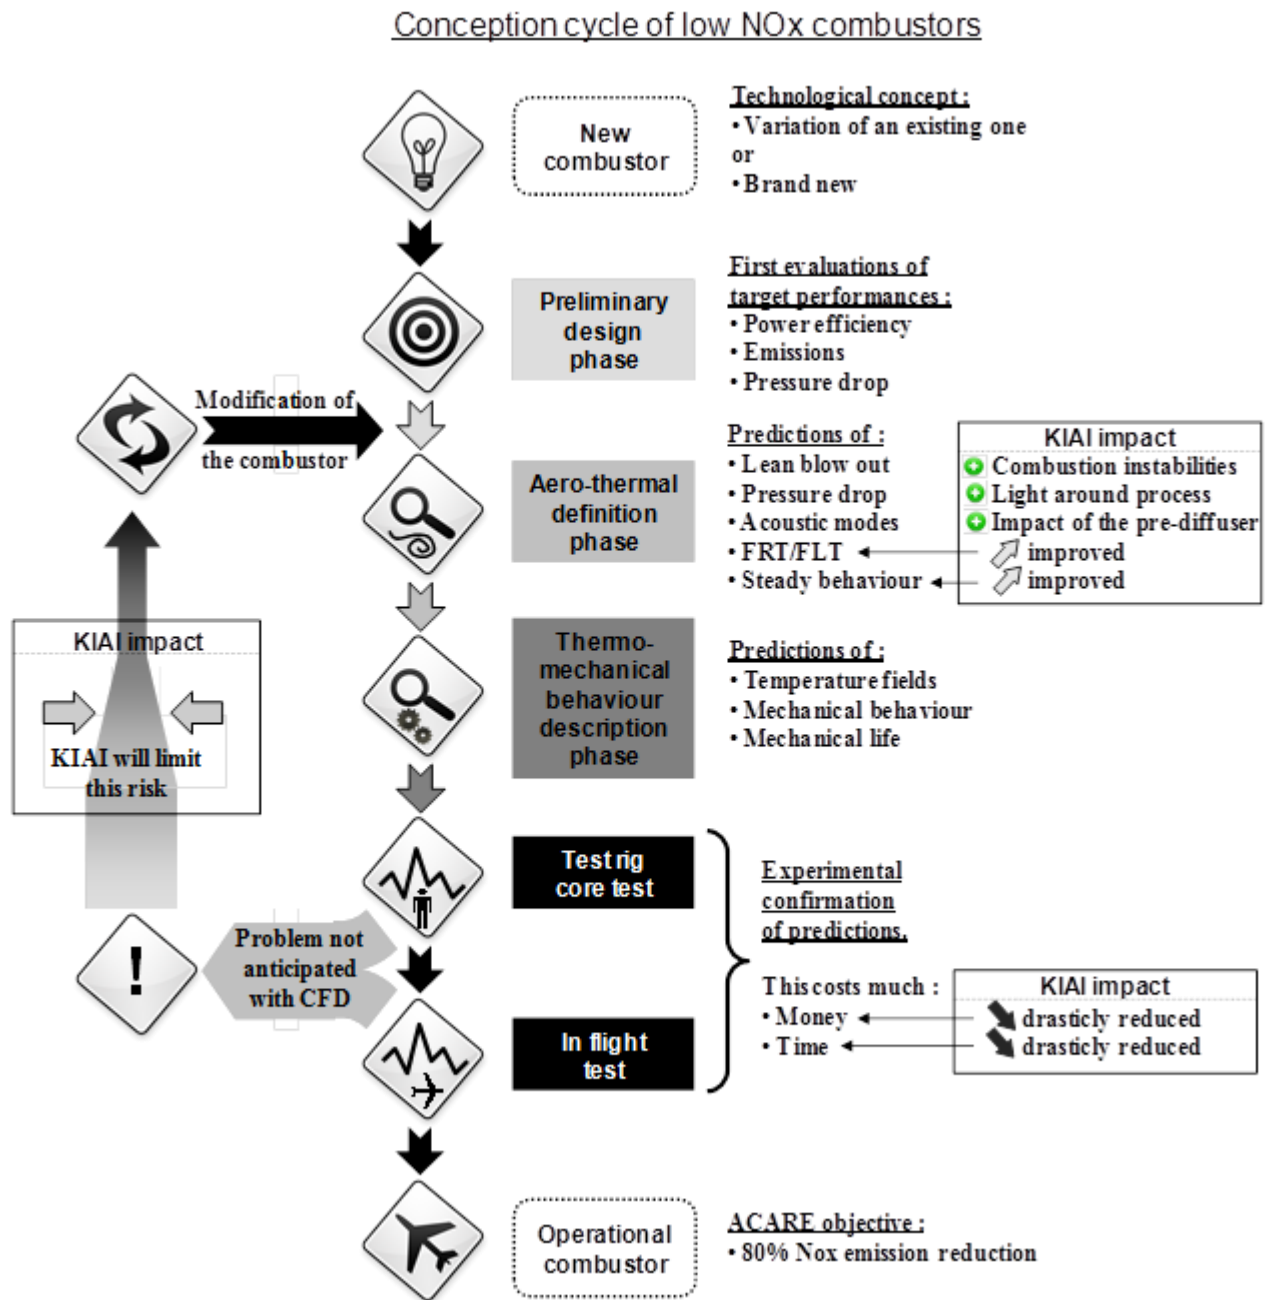 Conception cycle of low NOx combustors
New
combustor
Technological concept :
• Variation of an existing one
or
• Brand new
Preliminary
design
phase
First evaluations of
target performances :
• Power efficiency
• Emissions
• Pressure drop
Modification of
the combustor
Aero-thermal
definition
phase
Predictions of :
• Lean blow out
• Pressure drop
• Acoustic modes
• FRT/FLT
• Steady behaviour
KIAI impact
Combustion instabilities
Light around process
Impact of the pre-diffuser
improved
improved
KIAI impact
KIAI will limit
this risk
Thermo-
mechanical
behaviour
description
phase
Predictions of :
• Temperature fields
• Mechanical behaviour
• Mechanical life
Test rig
core test
Experimental
confirmation
of predictions.
!
Problem not
anticipated
with CFD
This costs much :
• Money
• Time
KIAI impact
drasticly reduced
drasticly reduced
In flight
test
Operational
combustor
ACARE objective :
• 80% Nox emission reduction